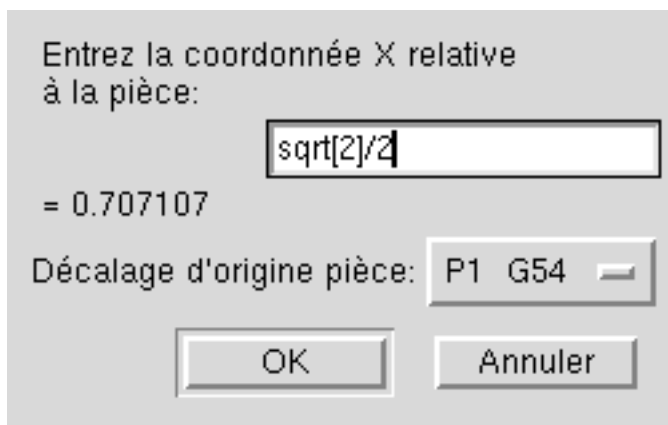 Entrez la coordonnée X relative
à la pièce:
sqrt[2]/2
= 0.707107
Décalage d'origine pièce: P1 G54
OK Annuler